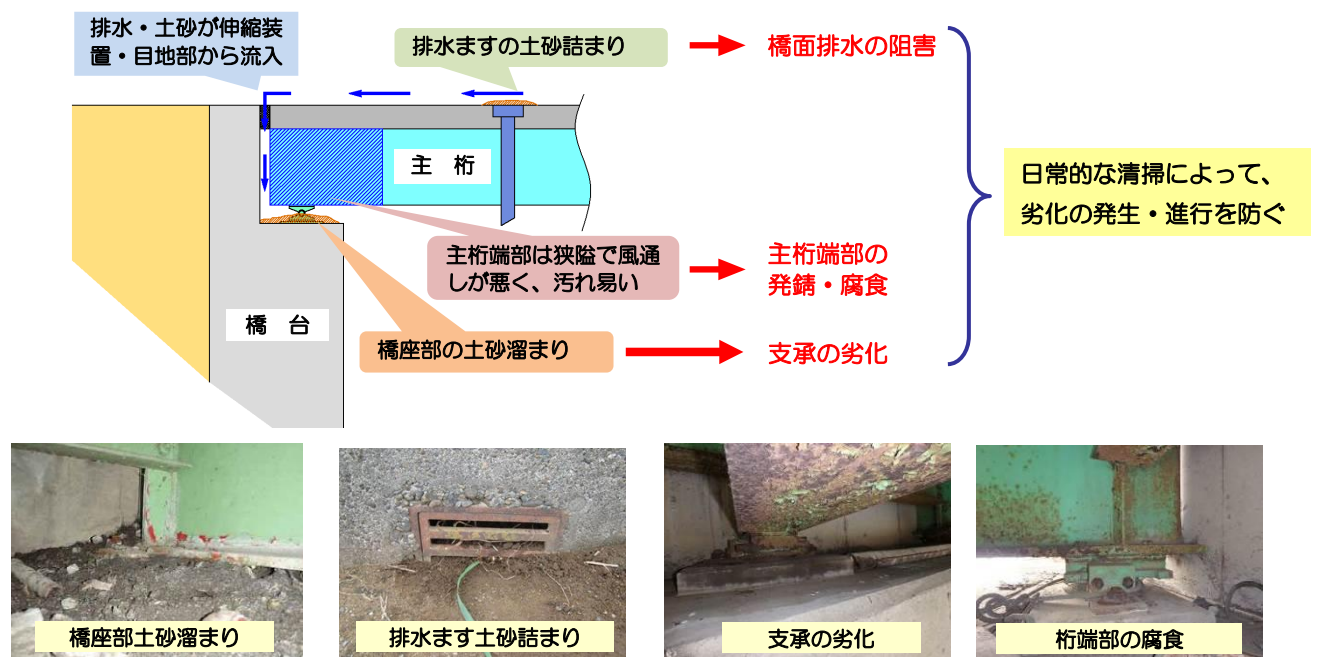 排水・土砂が伸縮装
置・目地部から流入
排水ますの土砂詰まり
橋面排水の阻害
主 桁
日常的な清掃によって、
劣化の発生・進行を防ぐ
主桁端部は狭隘で風通
しが悪く、汚れ易い
主桁端部の
発錆・腐食
橋 台
橋座部の土砂溜まり
支承の劣化
橋座部土砂溜まり
排水ます土砂詰まり
支承の劣化
桁端部の腐食